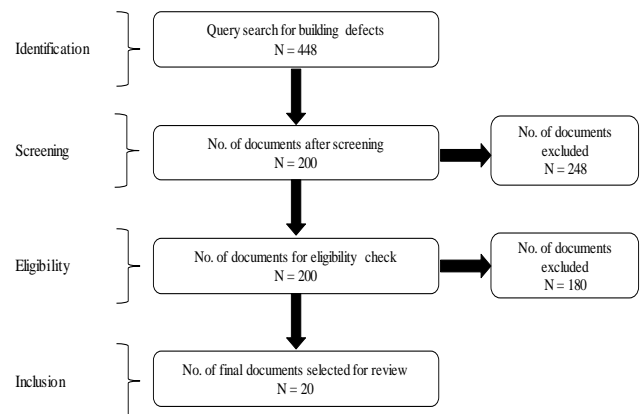 Identification
Query search for building defects
N = 448
Screening
No. of documents after screening
N = 200
No. of documents
excluded
N = 248
Eligibility
No. of documents for eligibility check
N = 200
No. of documents
excluded
N = 180
Inclusion
No. of final documents selected for review
N = 20